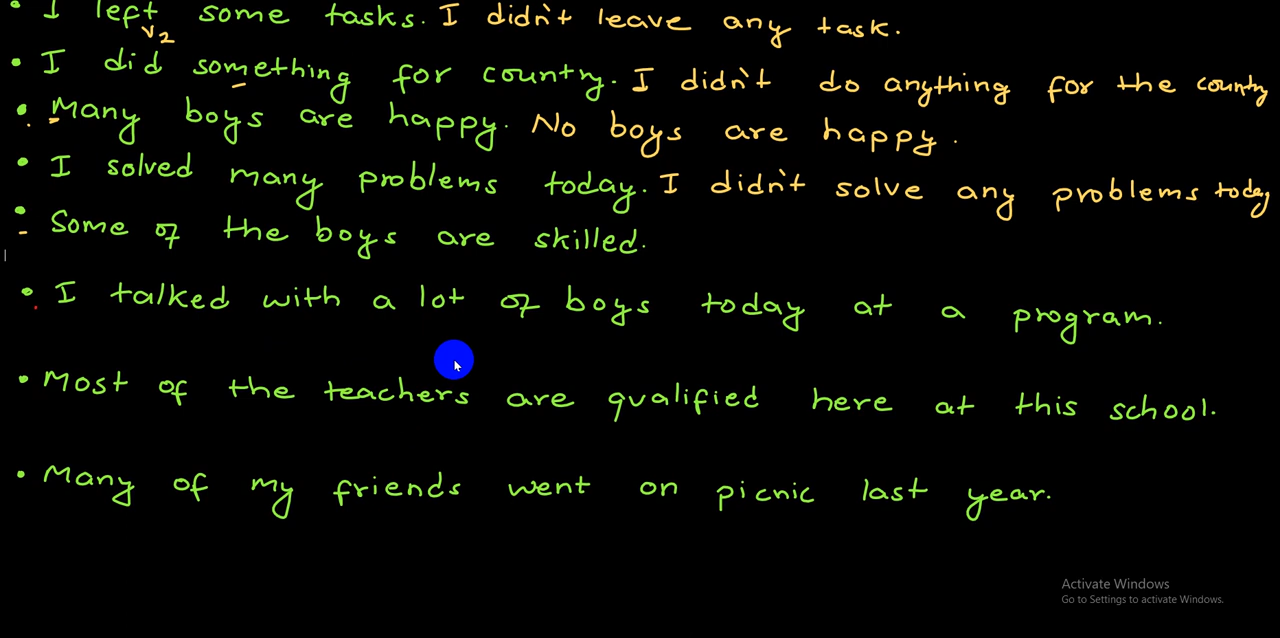 • I left some tasks. I didn't leave any task.
V2
• I did something for country. I didn't do anything for the country
• Many boys are happy. No boys are happy.
• I solved many problems today. I didn't solve any problems today
• Some of the boys are skilled.
• I talked with a lot of boys today at a program.
• Most of the teachers are qualified here at this school.
• Many of my friends went on picnic last year.
Activate Windows
Go to Settings to activate Windows.